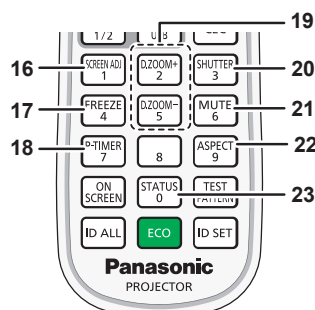 19
1/2
16
SCREEN ADJ
1
D.ZOOM+
2
SHUTTER
3
20
17
FREEZE
4
D.ZOOM−
5
MUTE
6
21
18
P-TIMER
7
8
ASPECT
9
22
ON
SCREEN
STATUS
0
TEST
PATTERN
23
ID ALL
ECO
ID SET
Panasonic
PROJECTOR